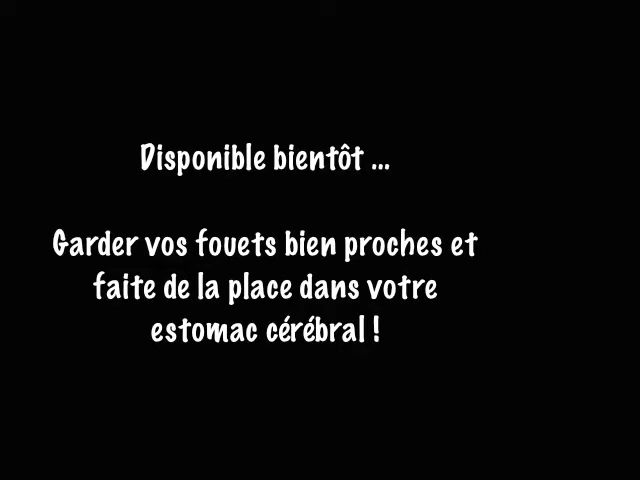 Disponible bientôt ...
Garder vos fouets bien proches et
faite de la place dans votre
estomac cérébral !